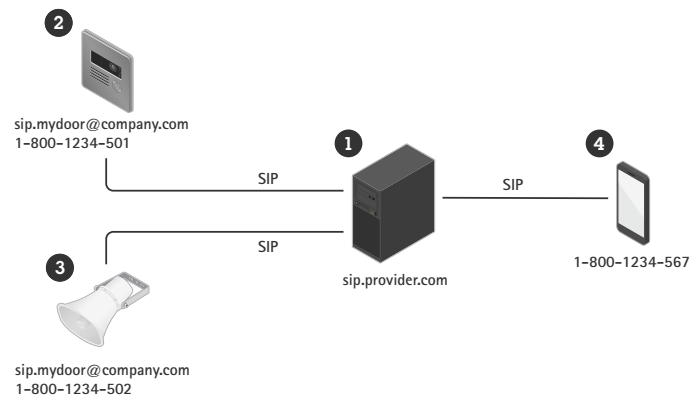 2
sip.mydoor@company.com
1-800-1234-501
SIP
1
sip.provider.com
SIP
4
1-800-1234-567
SIP
3
sip.mydoor@company.com
1-800-1234-502